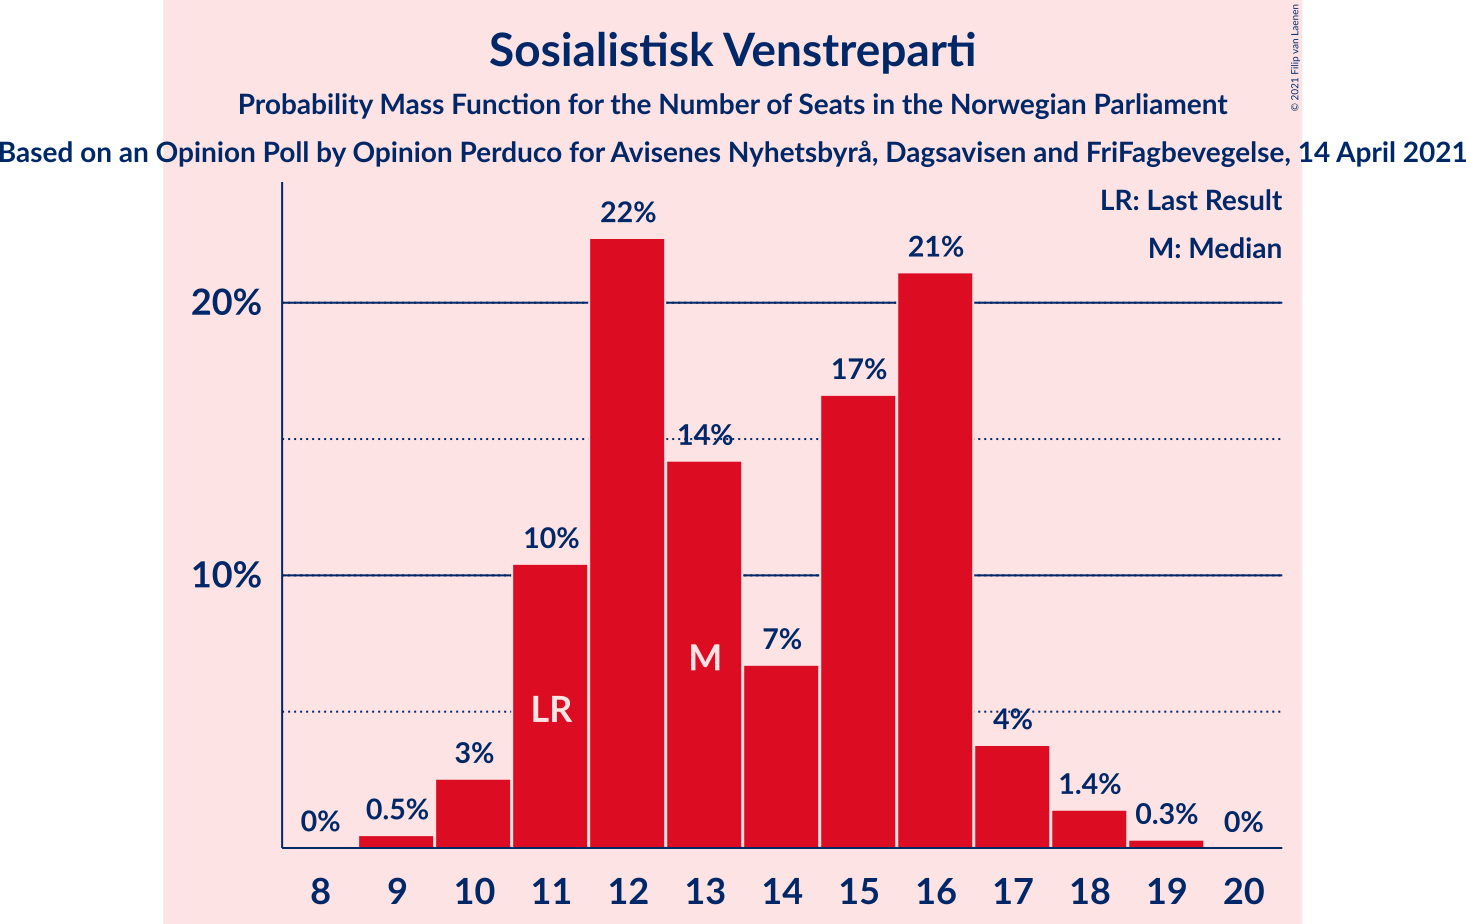 Sosialistisk Venstreparti
Probability Mass Function for the Number of Seats in the Norwegian Parliament
Based on an Opinion Poll by Opinion Perduco for Avisenes Nyhetsbyrå, Dagsavisen and FriFagbevegelse, 14 April 2021
© 2021 Filip van Laenen
LR: Last Result
M: Median
20%
10%
0%
0.5%
3%
10%
22%
14%
7%
17%
21%
4%
1.4%
0.3%
0%
LR
M
8 9 10 11 12 13 14 15 16 17 18 19 20